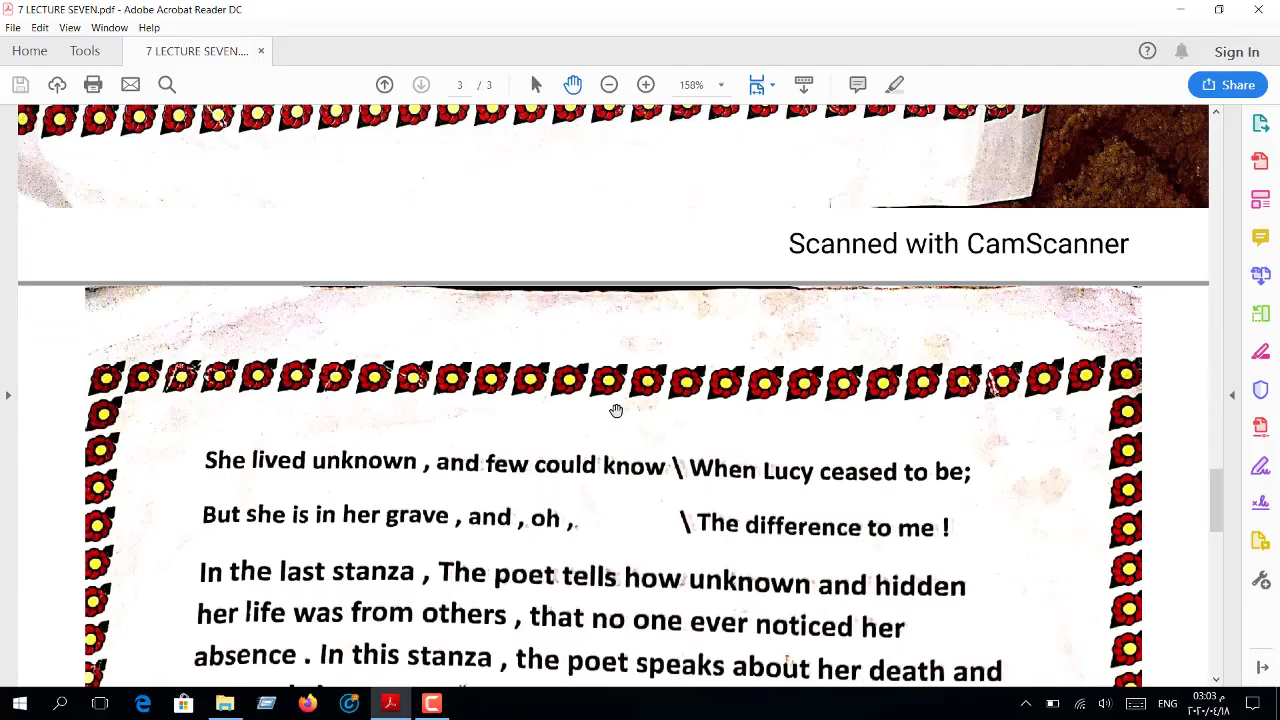 7 LECTURE SEVEN.pdf - Adobe Acrobat Reader DC
File Edit View Window Help
Home Tools 7 LECTURE SEVEN.... × Sign In
3 / 3 158% Share
Scanned with CamScanner
She lived unknown , and few could know \ When Lucy ceased to be;
But she is in her grave , and , oh , \ The difference to me !
In the last stanza , The poet tells how unknown and hidden
her life was from others , that no one ever noticed her
absence . In this stanza , the poet speaks about her death and
ENG
03:03 م
٢٠٢٠/٠٤/١٨